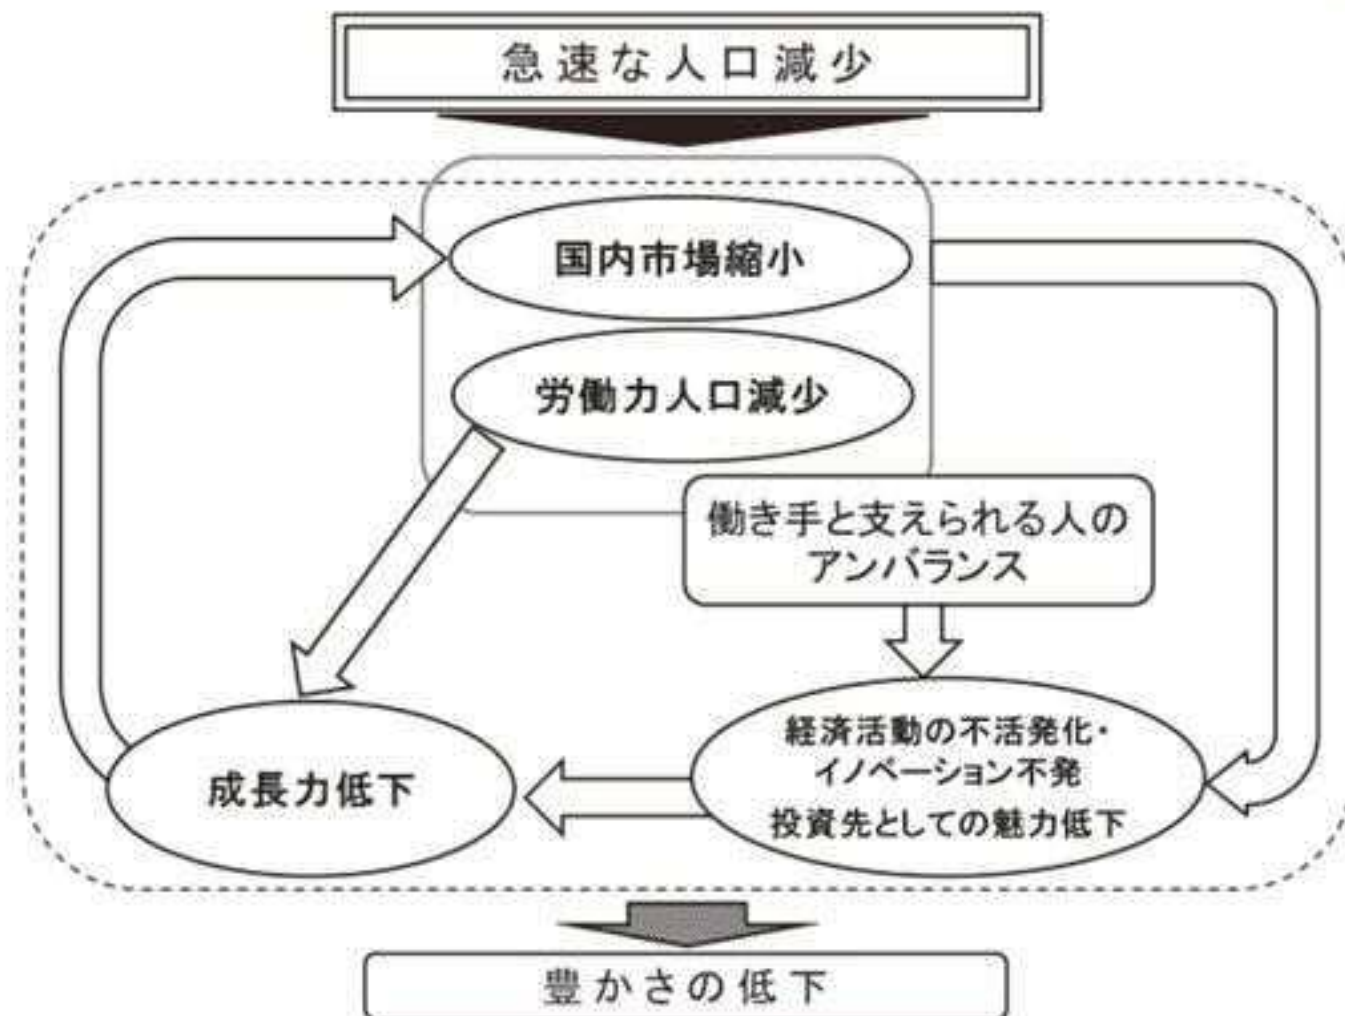 急速な人口減少
国内市場縮小
労働力人口減少
働き手と支えられる人の
アンバランス
経済活動の不活発化・
イノベーション不発
投資先としての魅力低下
成長力低下
豊かさの低下